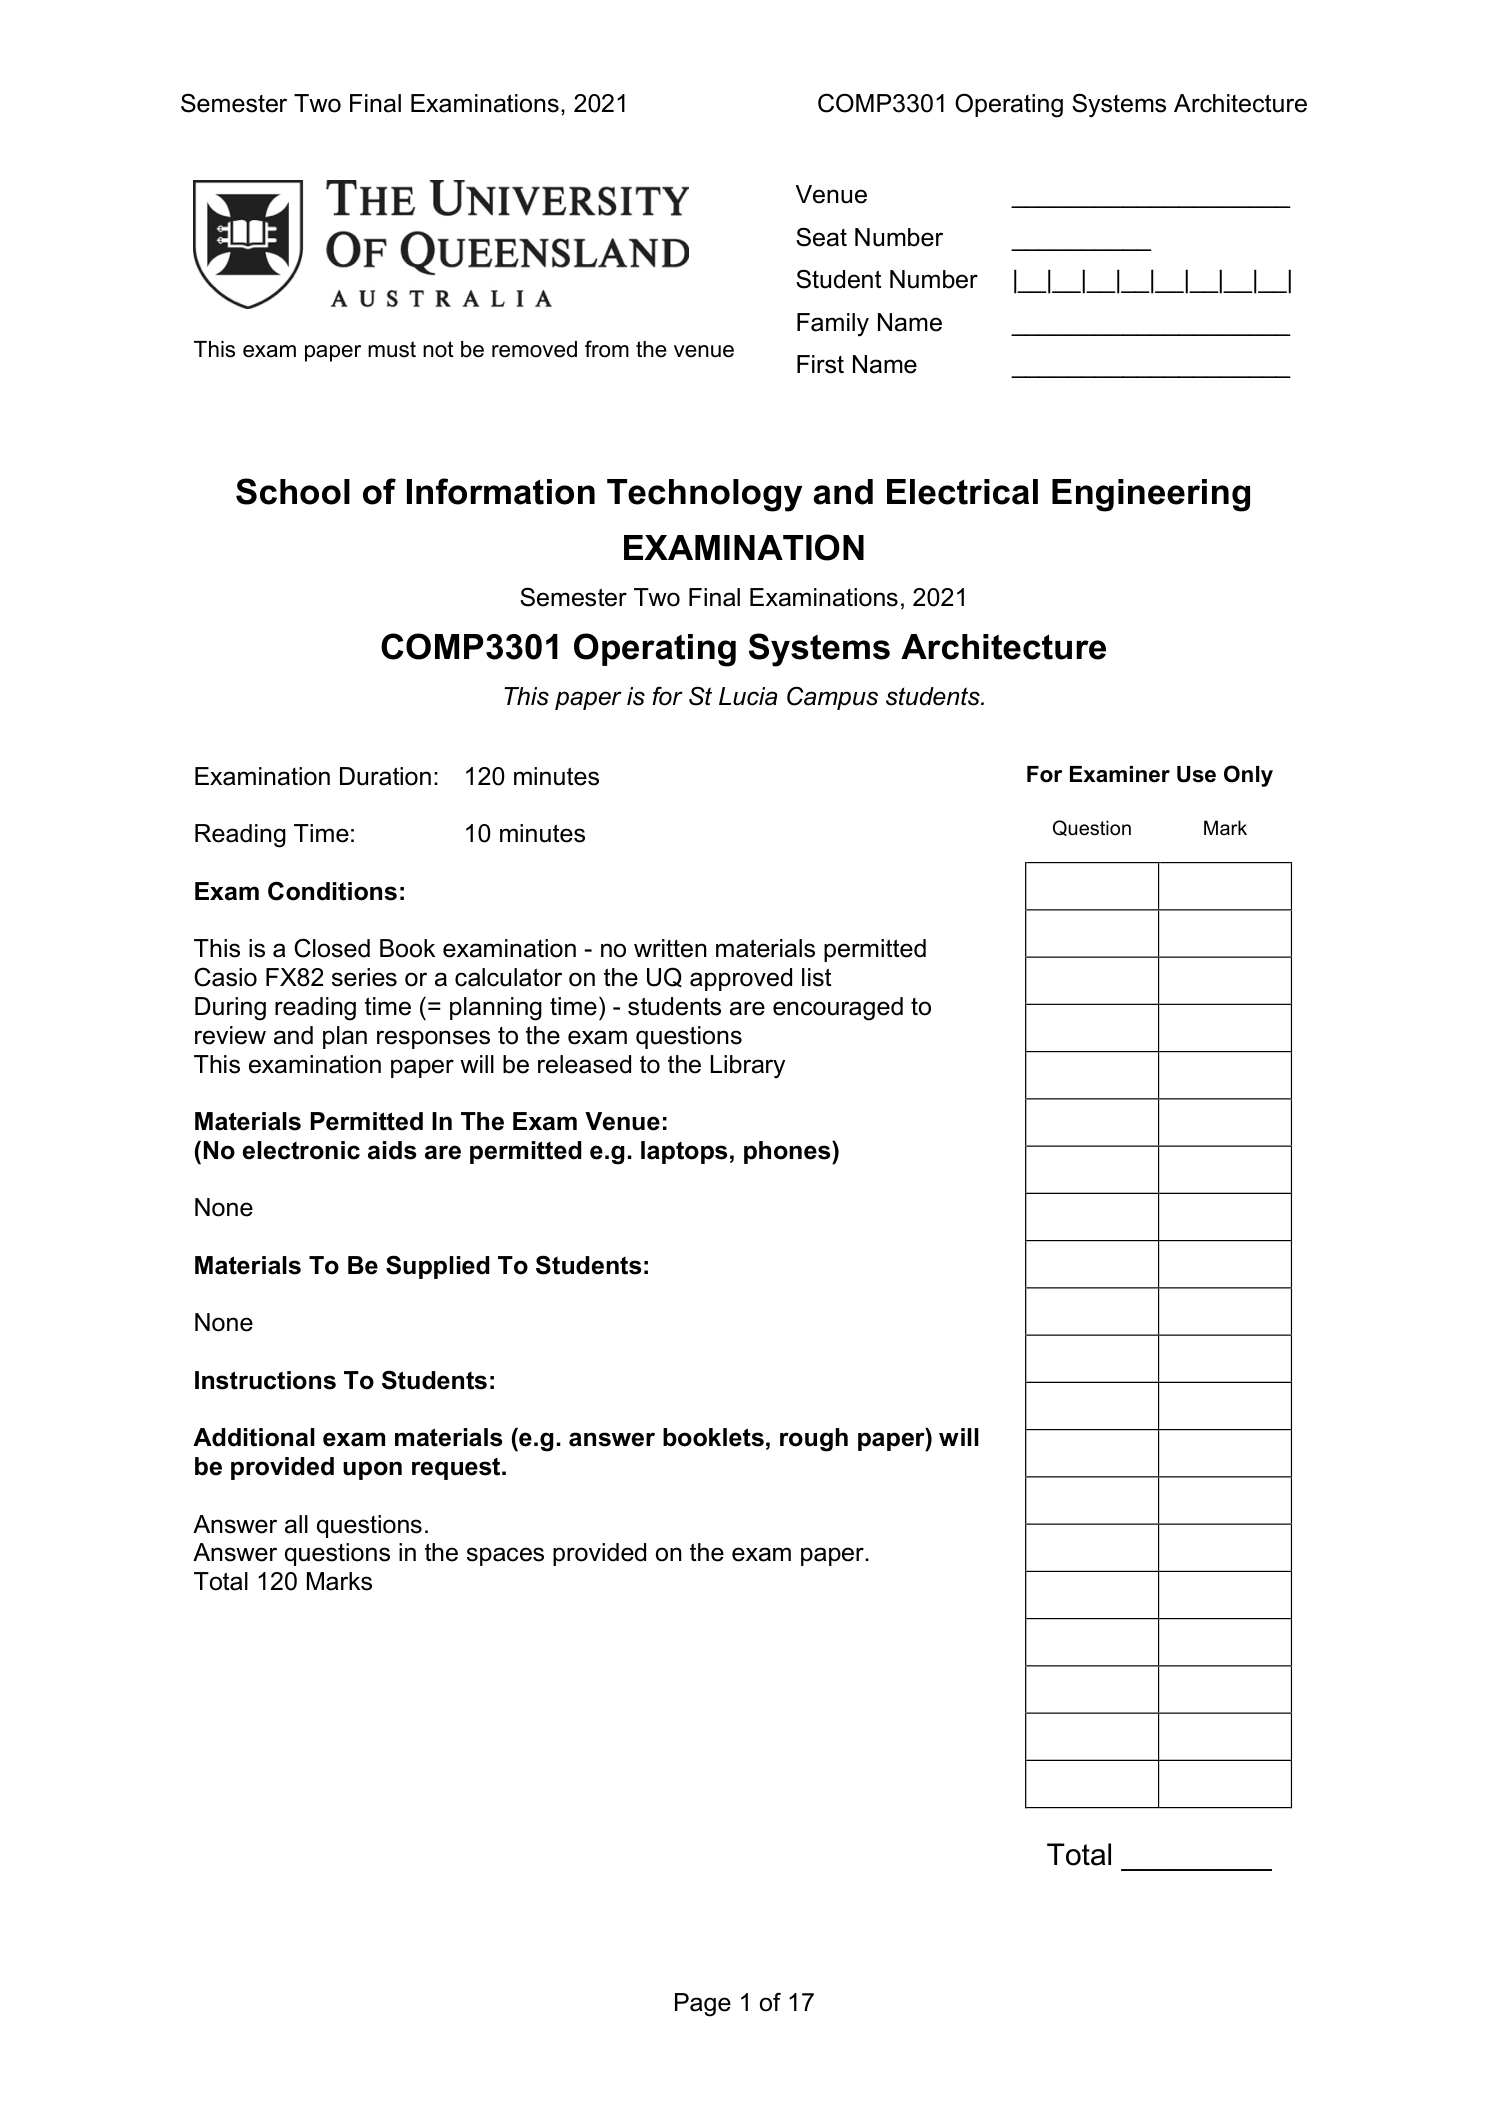 Semester Two Final Examinations, 2021 COMP3301 Operating Systems Architecture
THE UNIVERSITY
OF QUEENSLAND
AUSTRALIA
This exam paper must not be removed from the venue
Venue ____________________
Seat Number __________
Student Number |__|__|__|__|__|__|__|__|
Family Name ____________________
First Name ____________________
School of Information Technology and Electrical Engineering
EXAMINATION
Semester Two Final Examinations, 2021
COMP3301 Operating Systems Architecture
This paper is for St Lucia Campus students.
Examination Duration: 120 minutes
Reading Time: 10 minutes
Exam Conditions:
This is a Closed Book examination - no written materials permitted
Casio FX82 series or a calculator on the UQ approved list
During reading time (= planning time) - students are encouraged to
review and plan responses to the exam questions
This examination paper will be released to the Library
Materials Permitted In The Exam Venue:
(No electronic aids are permitted e.g. laptops, phones)
None
Materials To Be Supplied To Students:
None
Instructions To Students:
Additional exam materials (e.g. answer booklets, rough paper) will
be provided upon request.
Answer all questions.
Answer questions in the spaces provided on the exam paper.
Total 120 Marks
For Examiner Use Only
Question Mark
Total _________
Page 1 of 17